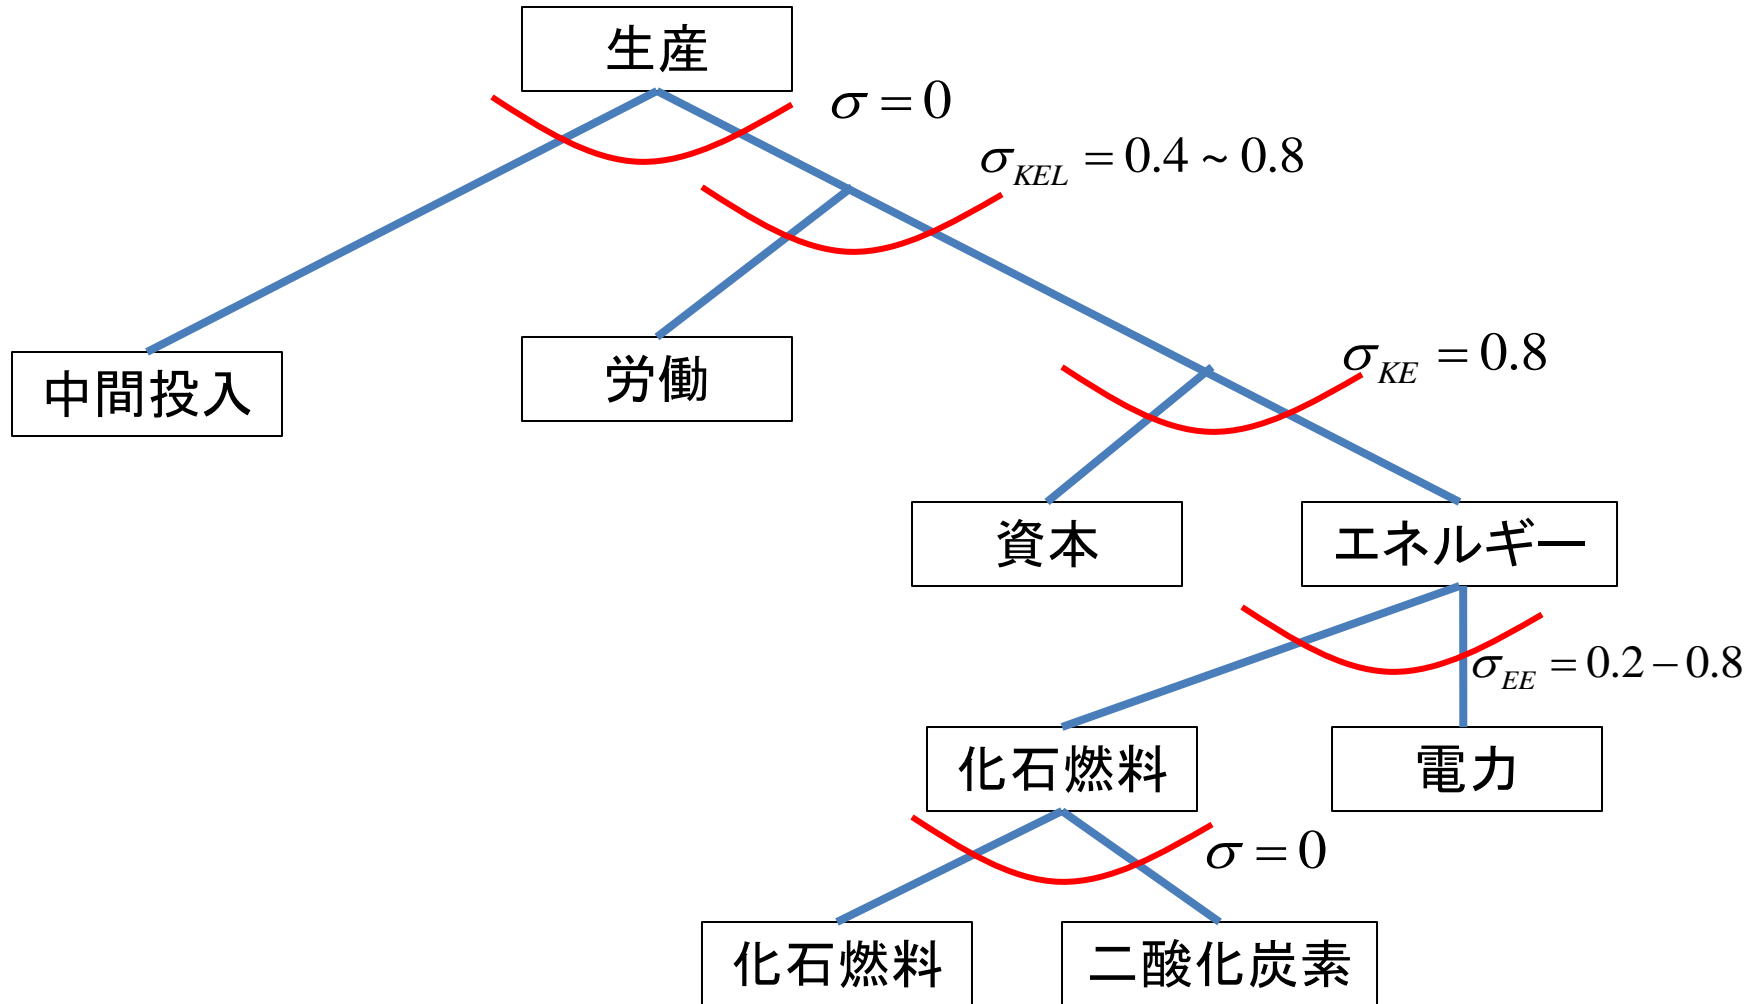 生産
σ = 0
σ_KEL = 0.4 ~ 0.8
σ_KE = 0.8
中間投入
労働
資本
エネルギー
σ_EE = 0.2 − 0.8
化石燃料
電力
σ = 0
化石燃料
二酸化炭素